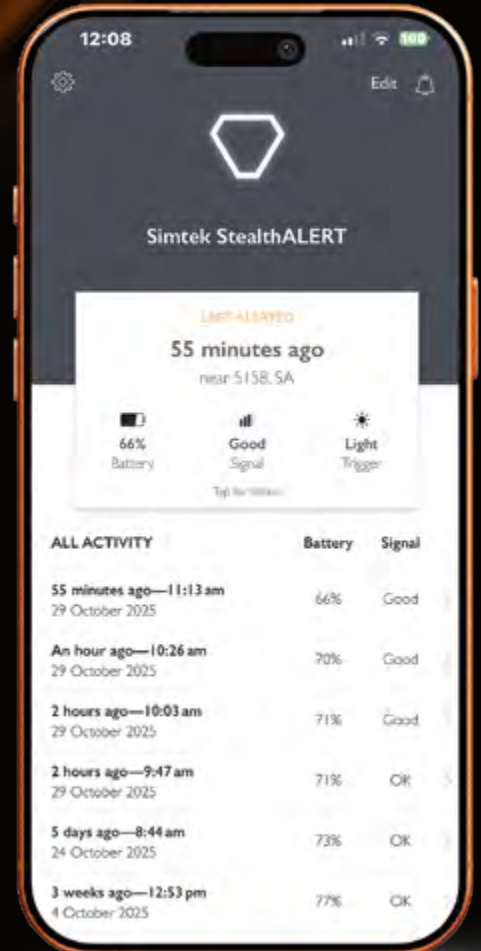 12:08
100
Edit
Simtek StealthALERT
LAST ALERTED
55 minutes ago
near 5158, SA
66% Good Light
Battery Signal Trigger
ALL ACTIVITY Battery Signal
55 minutes ago—11:13 am 66% Good
29 October 2025
An hour ago—10:26 am 70% Good
29 October 2025
2 hours ago—10:03 am 71% Good
29 October 2025
2 hours ago—9:47 am 71% OK
29 October 2025
5 days ago—8:44 am 73% OK
24 October 2025
3 weeks ago—12:53 pm 77% OK
4 October 2025